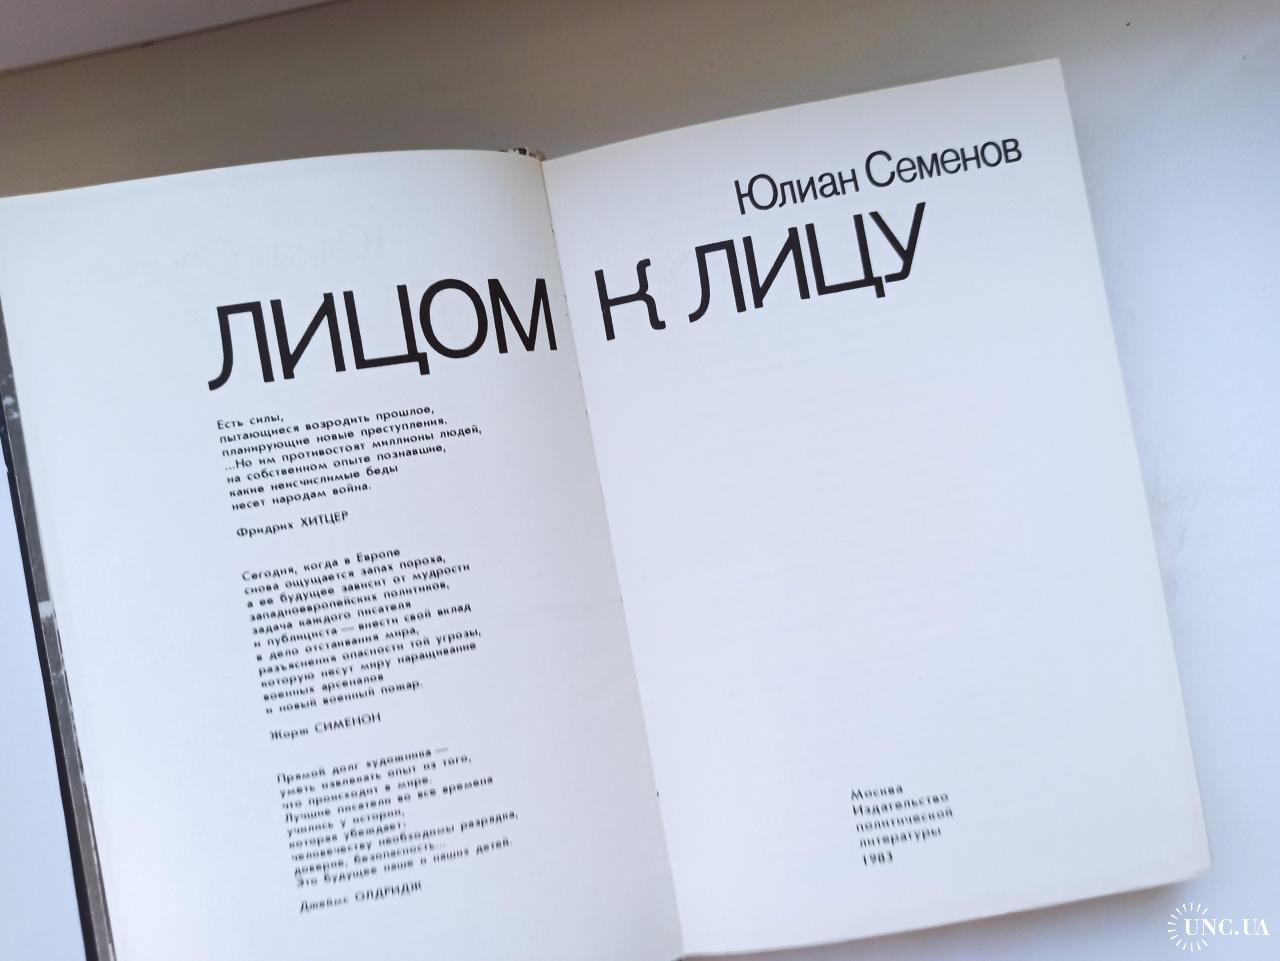 Юлиан Семенов
ЛИЦОМ К ЛИЦУ
Есть силы,
пытающиеся возродить прошлое,
планирующие новые преступления.
...Но им противостоят миллионы людей,
на собственном опыте познавшие,
какие неисчислимые беды
несет народам война.
Фридрих ХИТЦЕР
Сегодня, когда в Европе
снова ощущается запах пороха,
а ее будущее зависит от мудрости
западноевропейских политиков,
задача каждого писателя
и публициста — внести свой вклад
в дело отстаивания мира,
разъяснения опасности той угрозы,
которую несут миру наращивание
военных арсеналов
и новый военный пожар.
Жорж СИМЕНОН
Прямой долг художника —
уметь извлекать опыт из того,
что происходит в мире.
Лучшие писатели во все времена
учились у истории,
которая убеждает:
человечеству необходимы разрядка,
доверие, безопасность...
Это будущее наше и наших детей.
Джеймс ОЛДРИДЖ
Москва
Издательство
политической
литературы
1983
UNC.UA